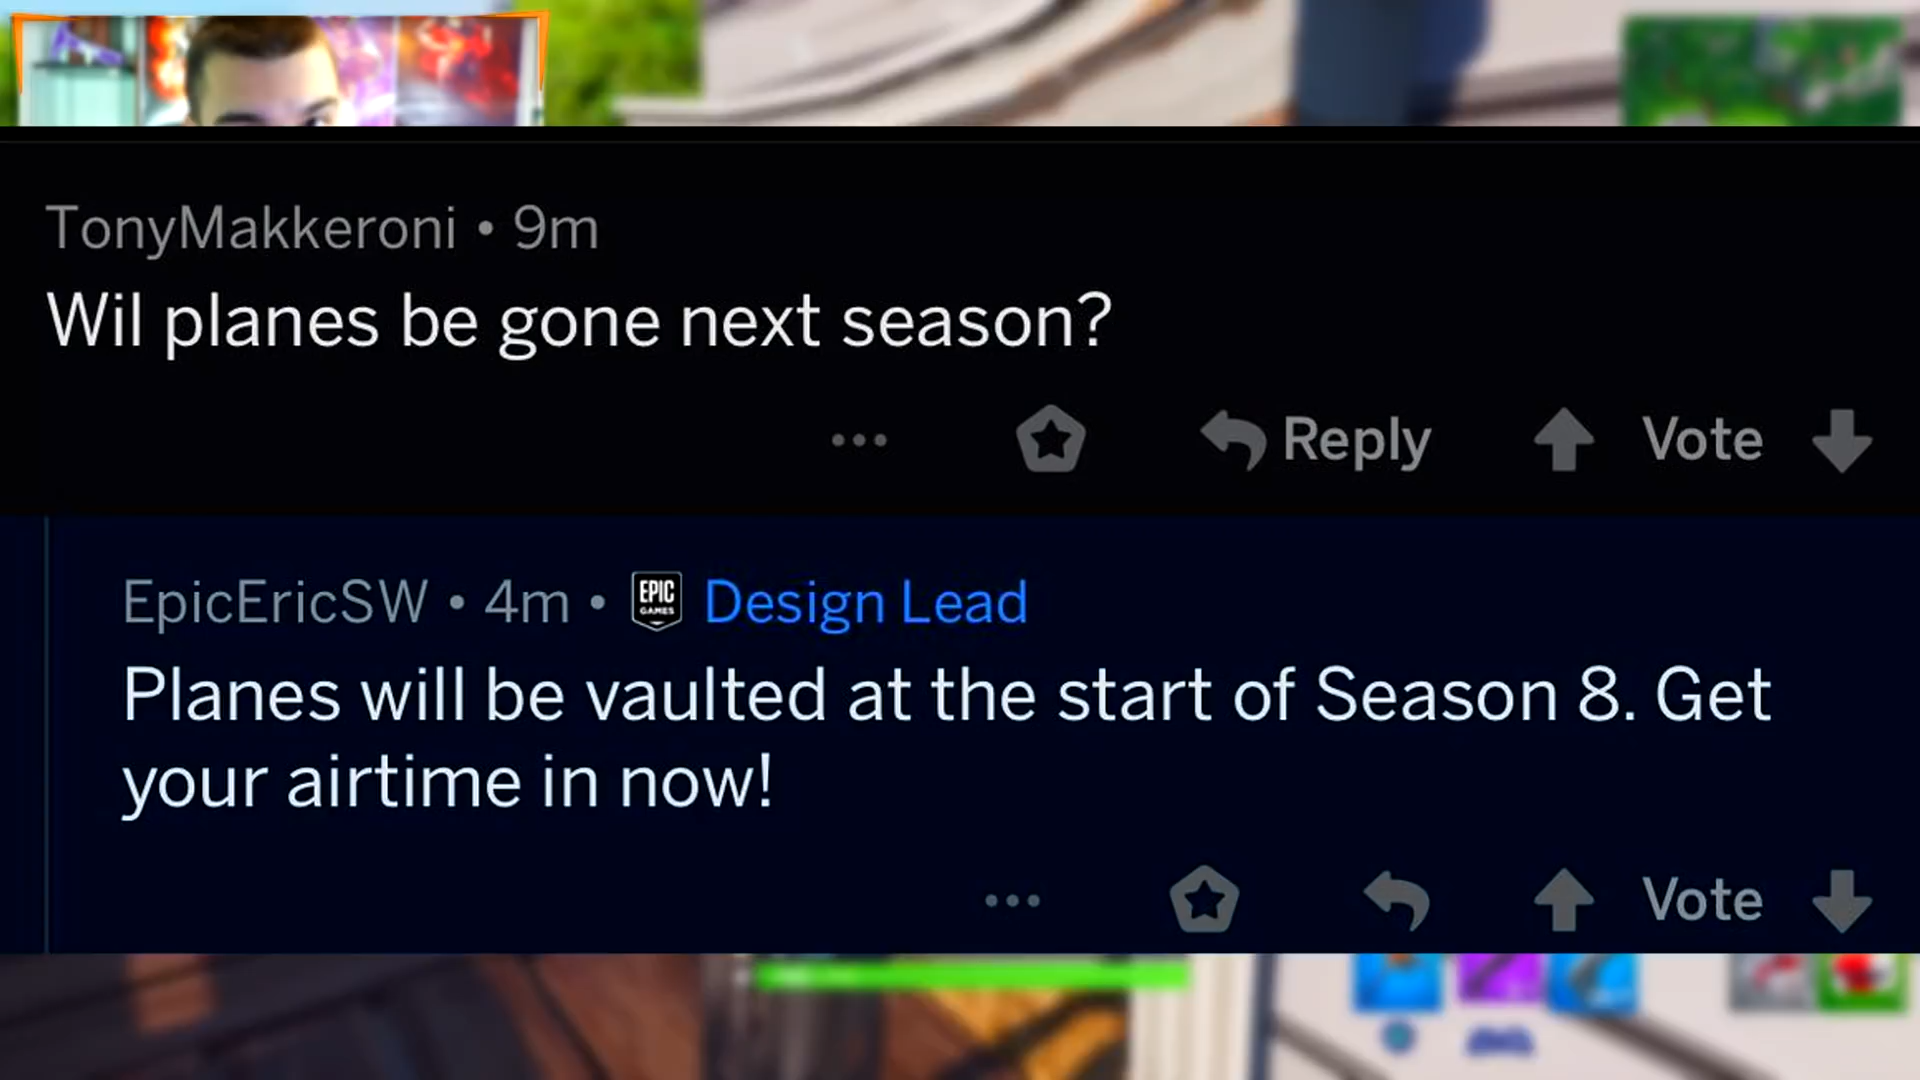 TonyMakkeroni • 9m
Wil planes be gone next season?
Reply Vote
EpicEricSW • 4m • EPIC GAMES Design Lead
Planes will be vaulted at the start of Season 8. Get
your airtime in now!
Vote